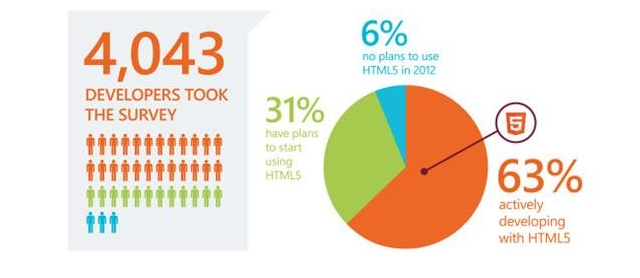 4,043
DEVELOPERS TOOK
THE SURVEY
6%
no plans to use
HTML5 in 2012
31%
have plans
to start
using
HTML5
5
63%
actively
developing
with HTML5